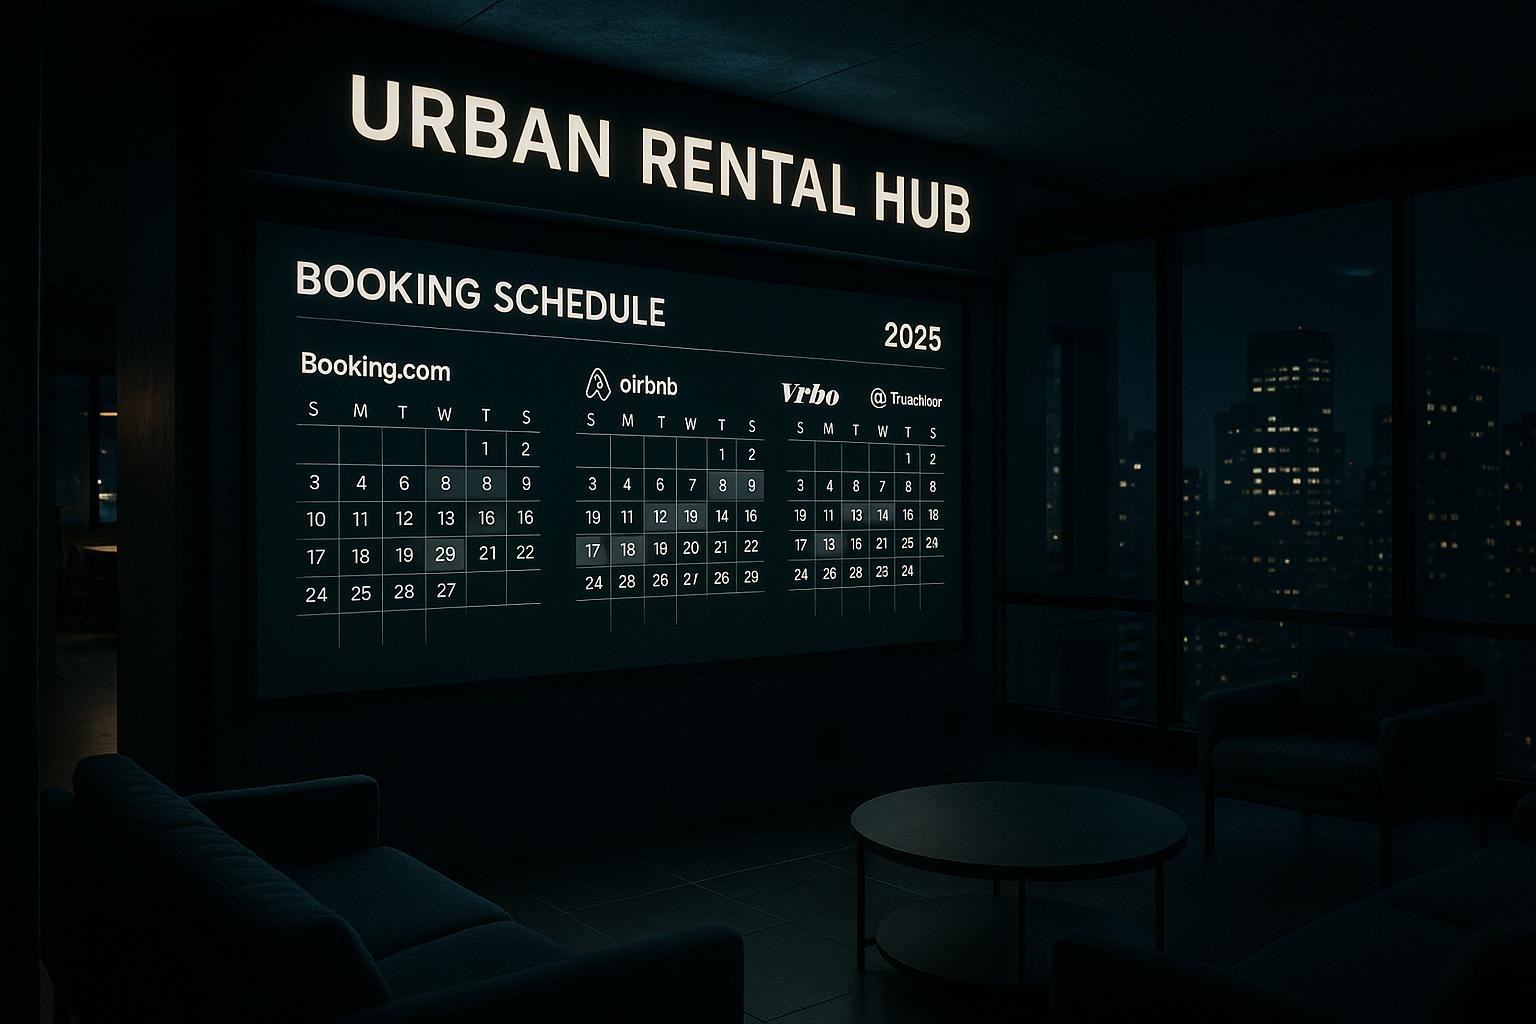 URBAN RENTAL HUB
BOOKING SCHEDULE
2025
Booking.com
S M T W T S
1 2
3 4 6 8 8 9
10 11 12 13 16 16
17 18 19 29 21 22
24 25 28 27
oirbnb
S M T W T S
1 2
3 4 6 7 8 9
19 11 12 19 14 16
17 18 19 20 21 22
24 28 26 27 26 29
Vrbo @ Truachloor
S M T W T S
1 2
3 4 8 7 8 8
19 11 13 14 16 18
17 13 16 21 25 24
24 26 28 23 24